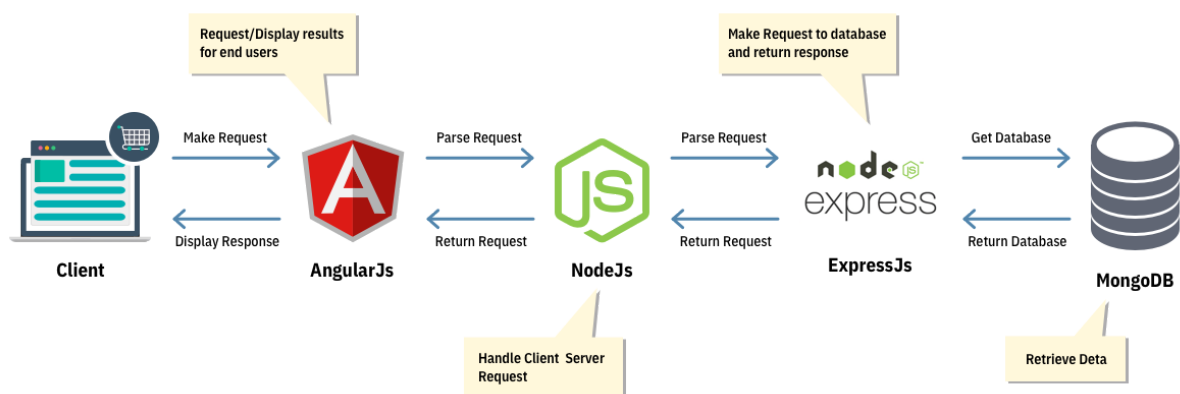 Request/Display results
for end users
Make Request to database
and return response
Make Request
Parse Request
Parse Request
Get Database
A
JS
node JS
express
Display Response
Return Request
Return Request
Return Database
Client
AngularJs
NodeJs
ExpressJs
MongoDB
Handle Client Server
Request
Retrieve Deta